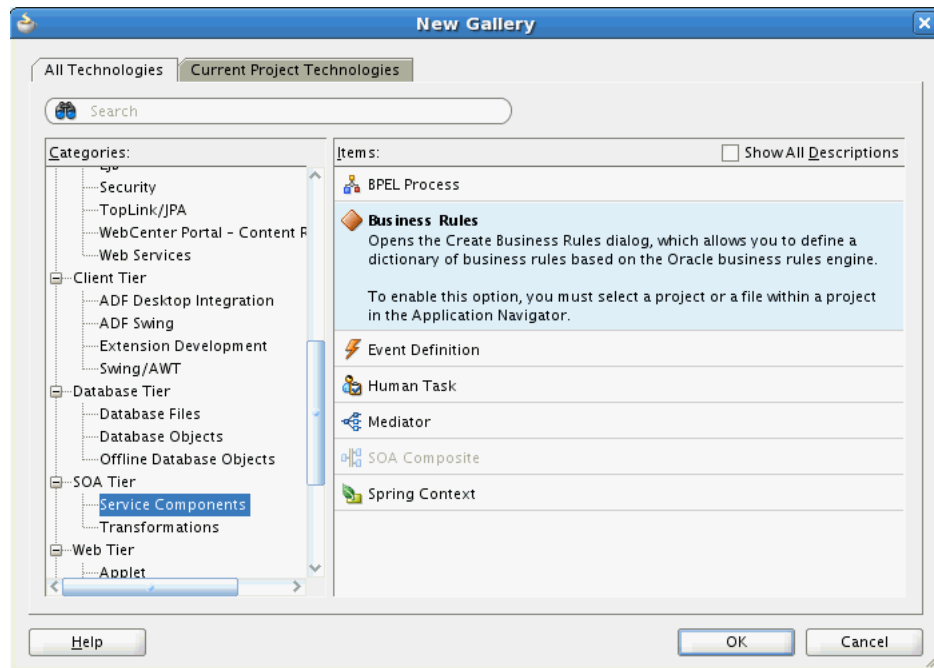 New Gallery
All Technologies
Current Project Technologies
Search
Categories:
Security
TopLink/JPA
WebCenter Portal - Content R
Web Services
Client Tier
ADF Desktop Integration
ADF Swing
Extension Development
Swing/AWT
Database Tier
Database Files
Database Objects
Offline Database Objects
SOA Tier
Service Components
Transformations
Web Tier
Applet
Items:
Show All Descriptions
BPEL Process
Business Rules
Opens the Create Business Rules dialog, which allows you to define a
dictionary of business rules based on the Oracle business rules engine.
To enable this option, you must select a project or a file within a project
in the Application Navigator.
Event Definition
Human Task
Mediator
SOA Composite
Spring Context
Help
OK
Cancel